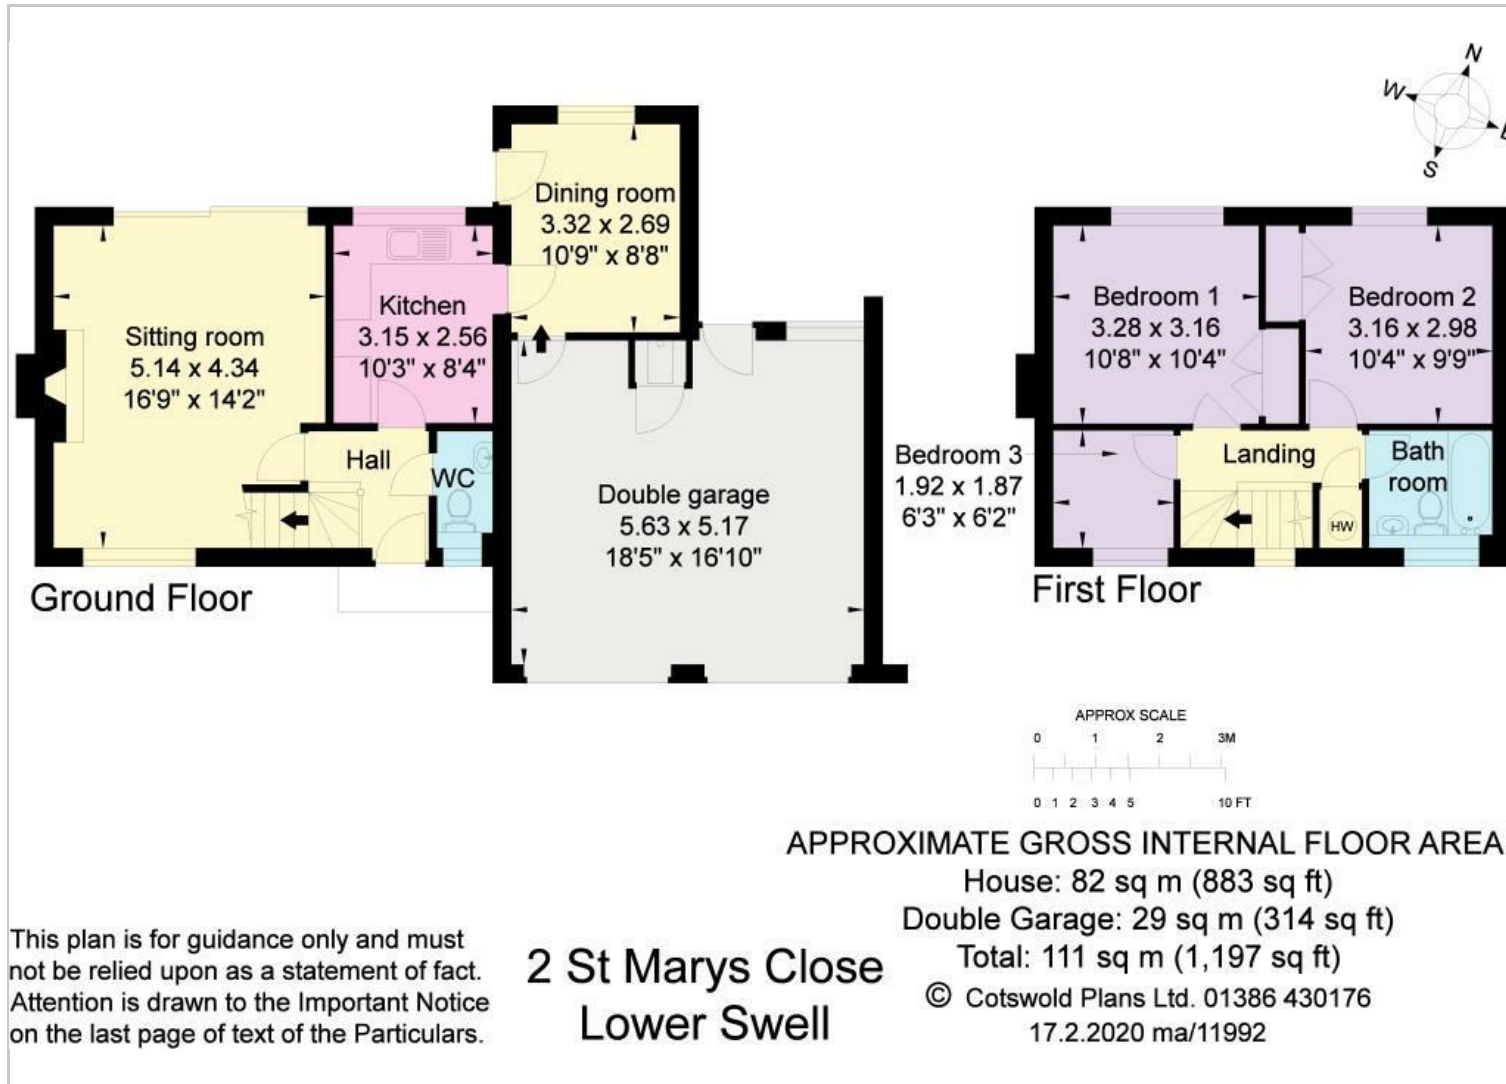 N
W
E
S
Dining room
3.32 x 2.69
10'9" x 8'8"
Kitchen
3.15 x 2.56
10'3" x 8'4"
Sitting room
5.14 x 4.34
16'9" x 14'2"
Hall
WC
Double garage
5.63 x 5.17
18'5" x 16'10"
Ground Floor
Bedroom 1
3.28 x 3.16
10'8" x 10'4"
Bedroom 2
3.16 x 2.98
10'4" x 9'9"
Bedroom 3
1.92 x 1.87
6'3" x 6'2"
Landing
Bath
room
HW
First Floor
APPROX SCALE
0 1 2 3M
0 1 2 3 4 5 10 FT
APPROXIMATE GROSS INTERNAL FLOOR AREA
House: 82 sq m (883 sq ft)
Double Garage: 29 sq m (314 sq ft)
Total: 111 sq m (1,197 sq ft)
© Cotswold Plans Ltd. 01386 430176
17.2.2020 ma/11992
2 St Marys Close
Lower Swell
This plan is for guidance only and must
not be relied upon as a statement of fact.
Attention is drawn to the Important Notice
on the last page of text of the Particulars.